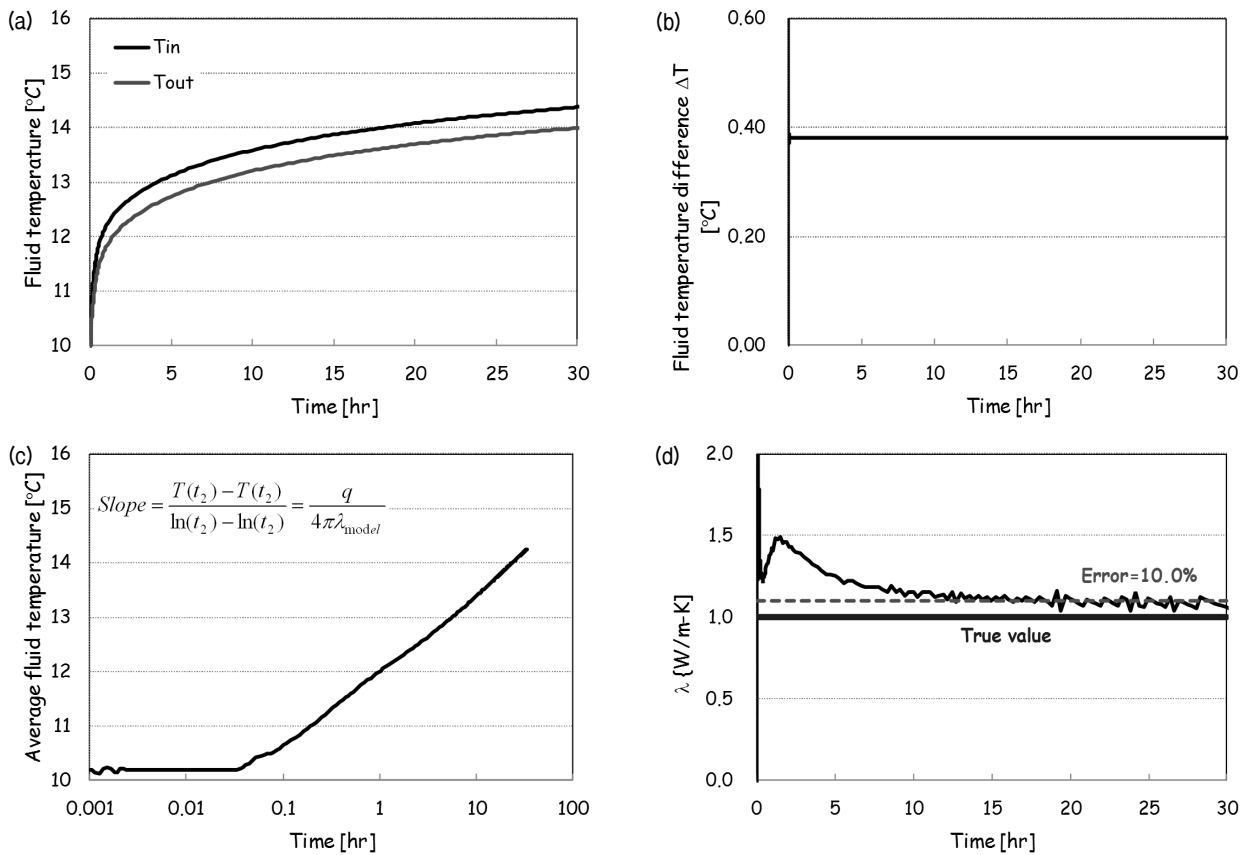 (a)
16
15
14
13
12
11
10
Fluid temperature [°C]
Tin
Tout
0 5 10 15 20 25 30
Time [hr]
(b)
0.60
0.40
0.20
0.00
Fluid temperature difference ΔT
[°C]
0 5 10 15 20 25 30
Time [hr]
(c)
16
15
14
13
12
11
10
Average fluid temperature [°C]
Slope = T(t₂) − T(t₂) / ln(t₂) − ln(t₂) = q / 4πλmodel
0.001 0.01 0.1 1 10 100
Time [hr]
(d)
2.0
1.5
1.0
0.5
0.0
λ {W/m-K]
Error=10.0%
True value
0 5 10 15 20 25 30
Time [hr]